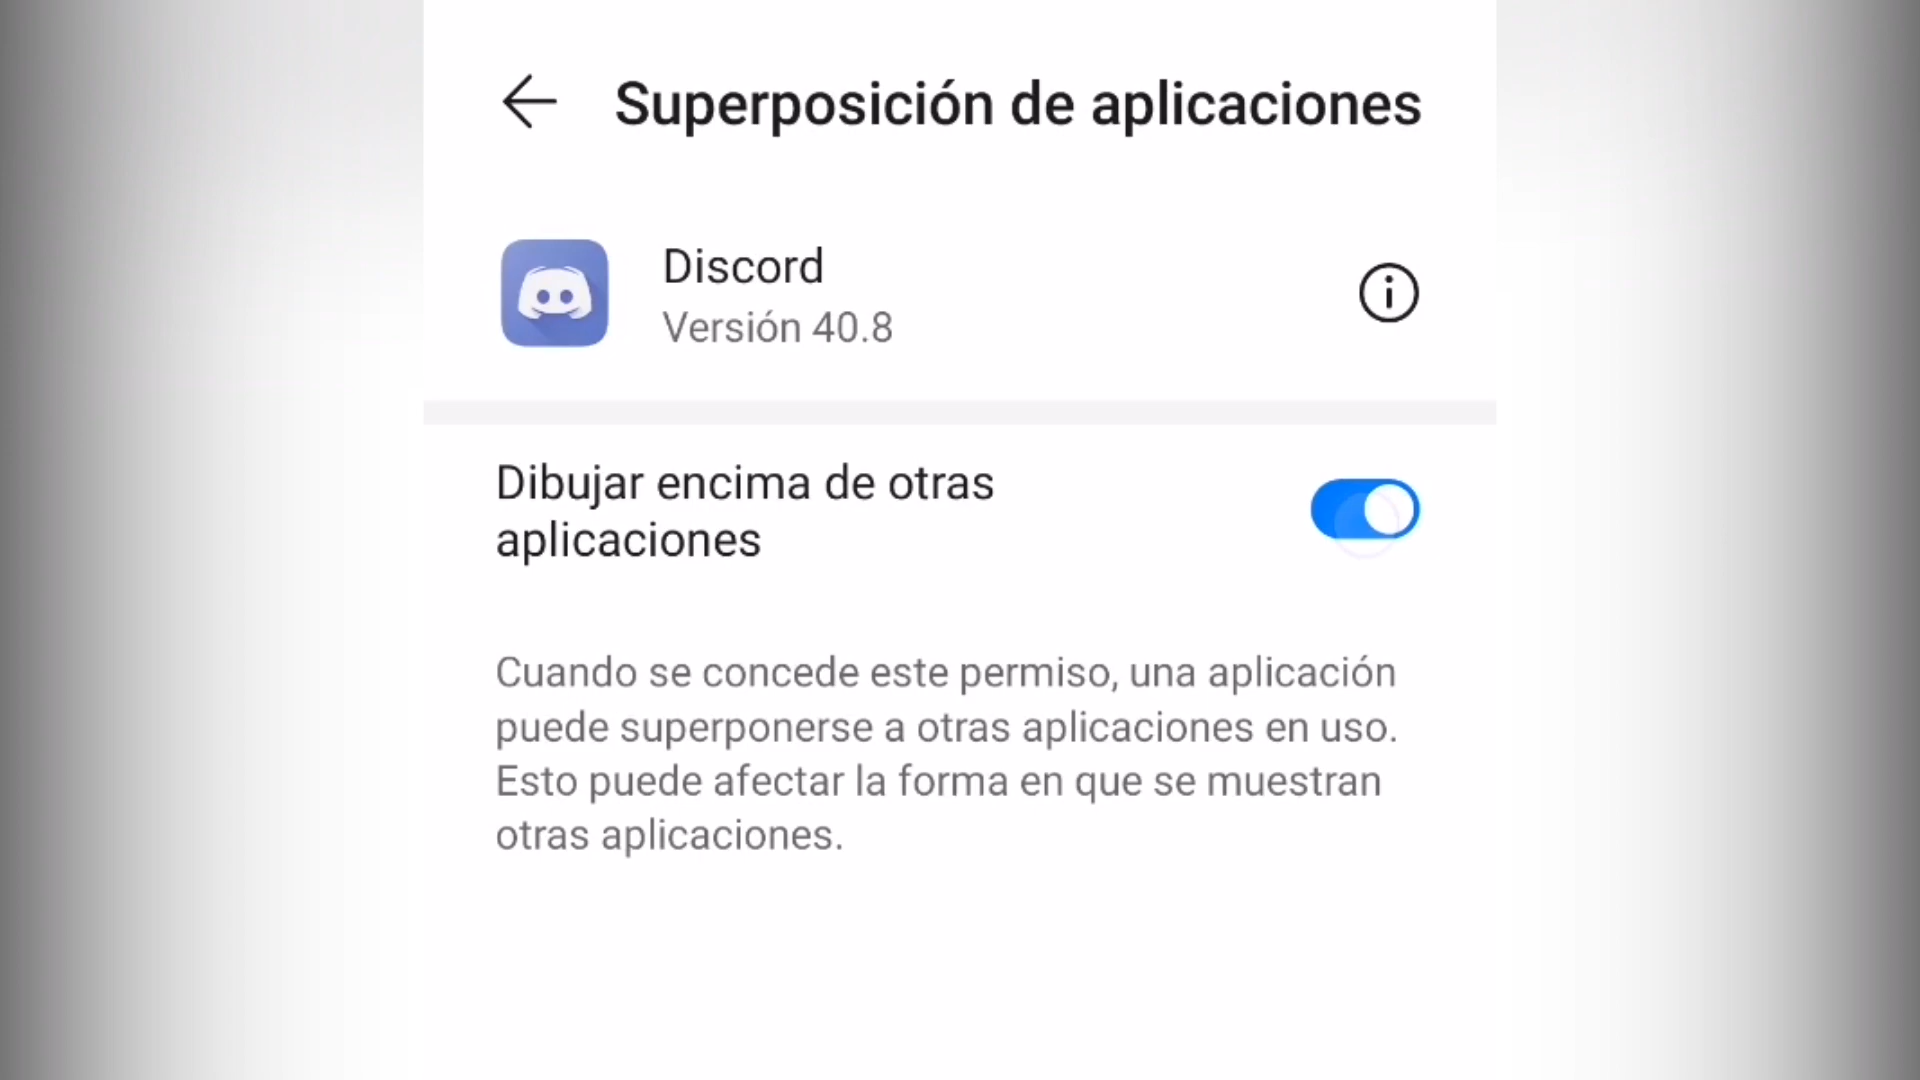 Superposición de aplicaciones
Discord
Versión 40.8
Dibujar encima de otras
aplicaciones
Cuando se concede este permiso, una aplicación
puede superponerse a otras aplicaciones en uso.
Esto puede afectar la forma en que se muestran
otras aplicaciones.